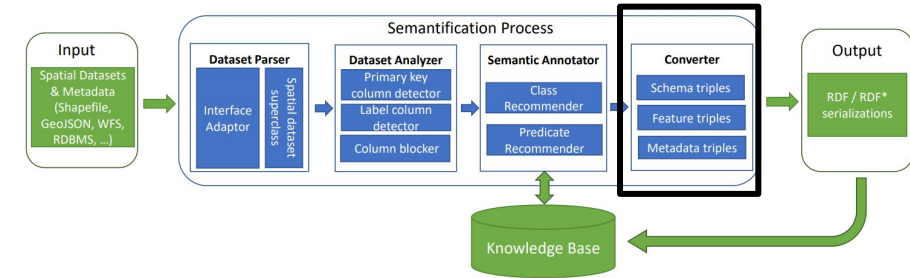 Semantification Process
Input
Spatial Datasets
& Metadata
(Shapefile,
GeoJSON, WFS,
RDBMS, ...)
Dataset Parser
Interface
Adaptor
Spatial dataset
superclass
Dataset Analyzer
Primary key
column detector
Label column
detector
Column blocker
Semantic Annotator
Class
Recommender
Predicate
Recommender
Converter
Schema triples
Feature triples
Metadata triples
Output
RDF / RDF*
serializations
Knowledge Base